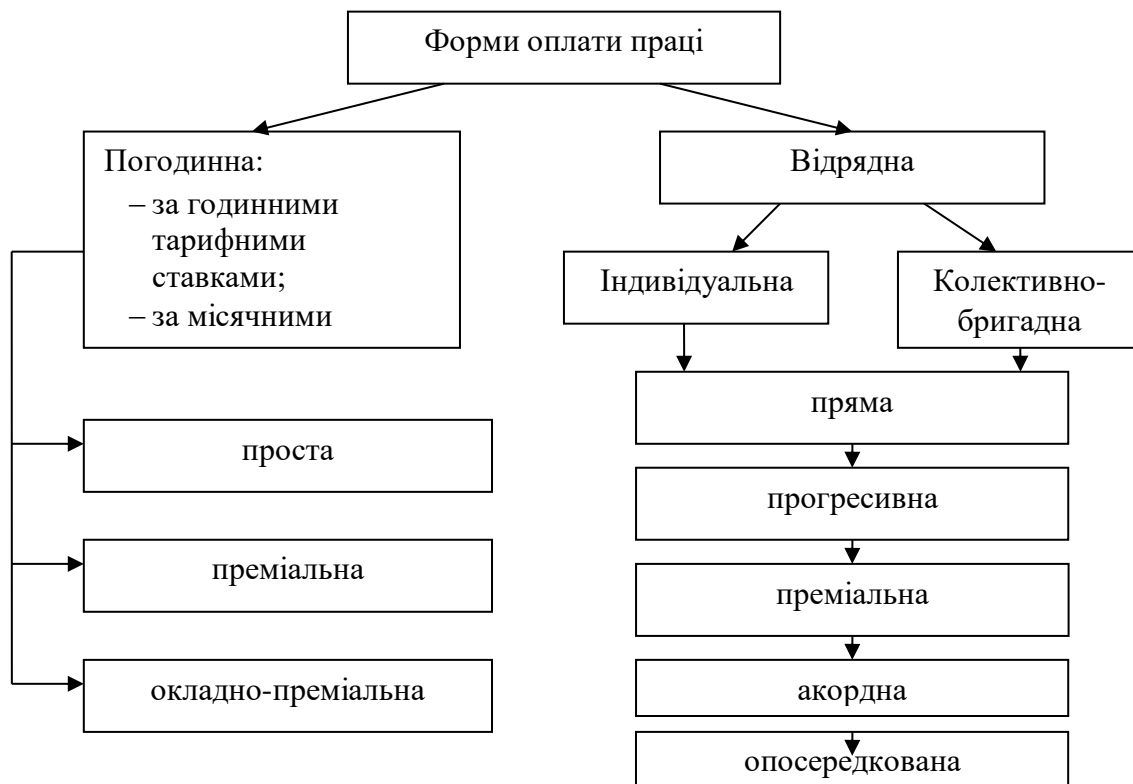 Форми оплати праці
Погодинна:
– за годинними
тарифними
ставками;
– за місячними
Відрядна
Індивідуальна
Колективно-
бригадна
проста
преміальна
окладно-преміальна
пряма
прогресивна
преміальна
акордна
опосередкована